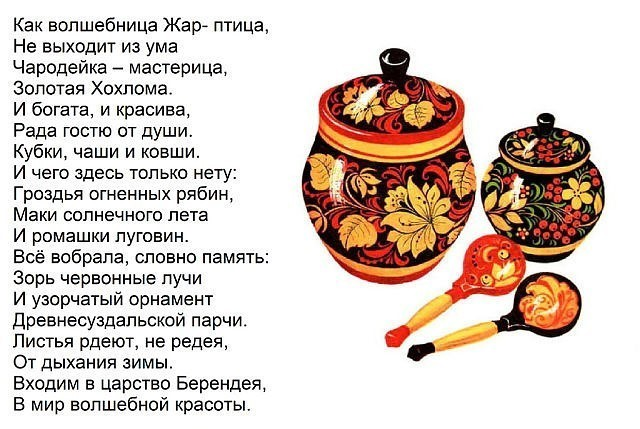 Как волшебница Жар- птица,
Не выходит из ума
Чародейка – мастерица,
Золотая Хохлома.
И богата, и красива,
Рада гостю от души.
Кубки, чаши и ковши.
И чего здесь только нету:
Гроздья огненных рябин,
Маки солнечного лета
И ромашки луговин.
Всё вобрала, словно память:
Зорь червонные лучи
И узорчатый орнамент
Древнесуздальской парчи.
Листья рдеют, не редея,
От дыхания зимы.
Входим в царство Берендея,
В мир волшебной красоты.